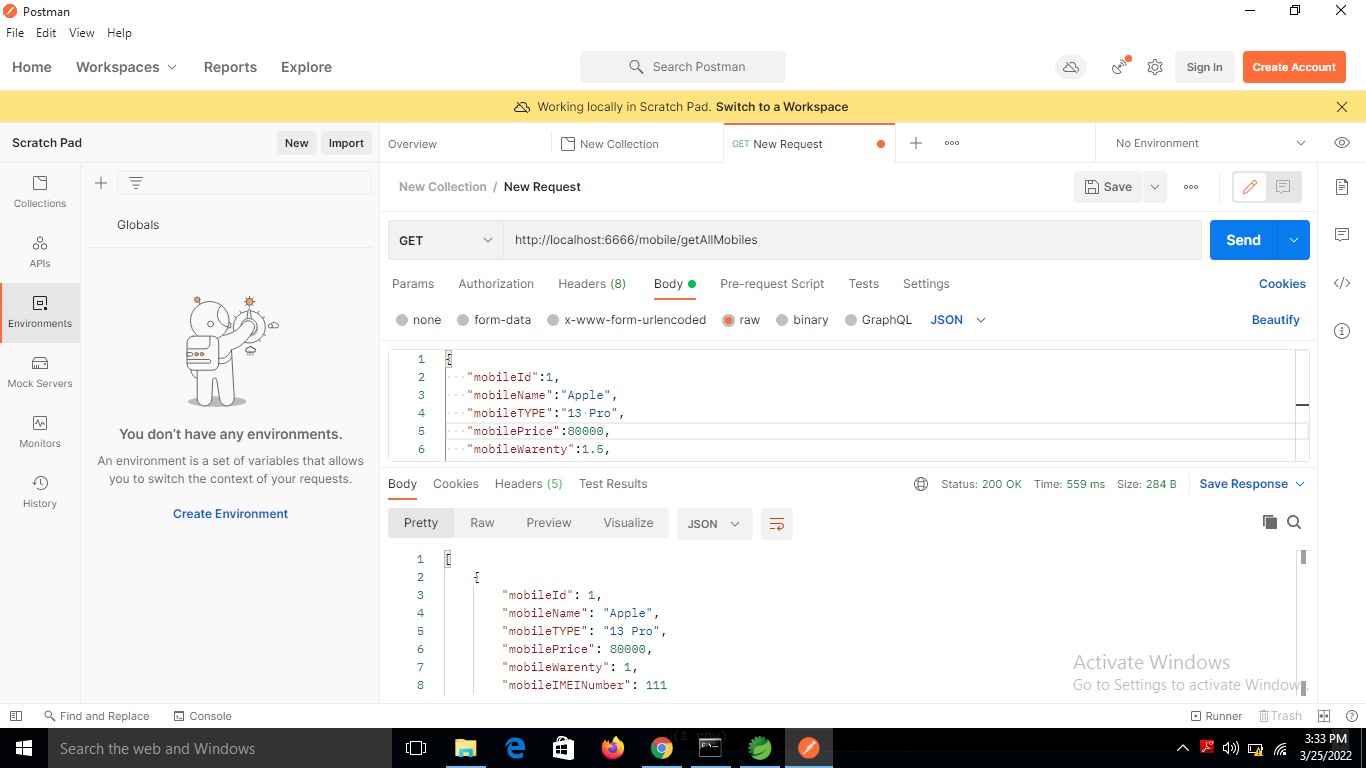 Postman
File Edit View Help
Home Workspaces Reports Explore Search Postman Sign In Create Account
Working locally in Scratch Pad. Switch to a Workspace
Scratch Pad New Import Overview New Collection GET New Request No Environment
New Collection / New Request Save
Collections
Globals
GET http://localhost:6666/mobile/getAllMobiles Send
APIs
Params Authorization Headers (8) Body Pre-request Script Tests Settings Cookies
Environments
none form-data x-www-form-urlencoded raw binary GraphQL JSON Beautify
1 {
2 "mobileId":1,
3 "mobileName":"Apple",
4 "mobileTYPE":"13 Pro",
5 "mobilePrice":80000,
6 "mobileWarenty":1.5,
Mock Servers
Monitors
History
You don't have any environments.
An environment is a set of variables that allows
you to switch the context of your requests.
Create Environment
Body Cookies Headers (5) Test Results Status: 200 OK Time: 559 ms Size: 284 B Save Response
Pretty Raw Preview Visualize JSON
1 [
2 {
3 "mobileId": 1,
4 "mobileName": "Apple",
5 "mobileTYPE": "13 Pro",
6 "mobilePrice": 80000,
7 "mobileWarenty": 1,
8 "mobileIMEINumber": 111
Activate Windows
Go to Settings to activate Windows.
Find and Replace Console Runner Trash
Search the web and Windows
(1 row)
3:33 PM
3/25/2022